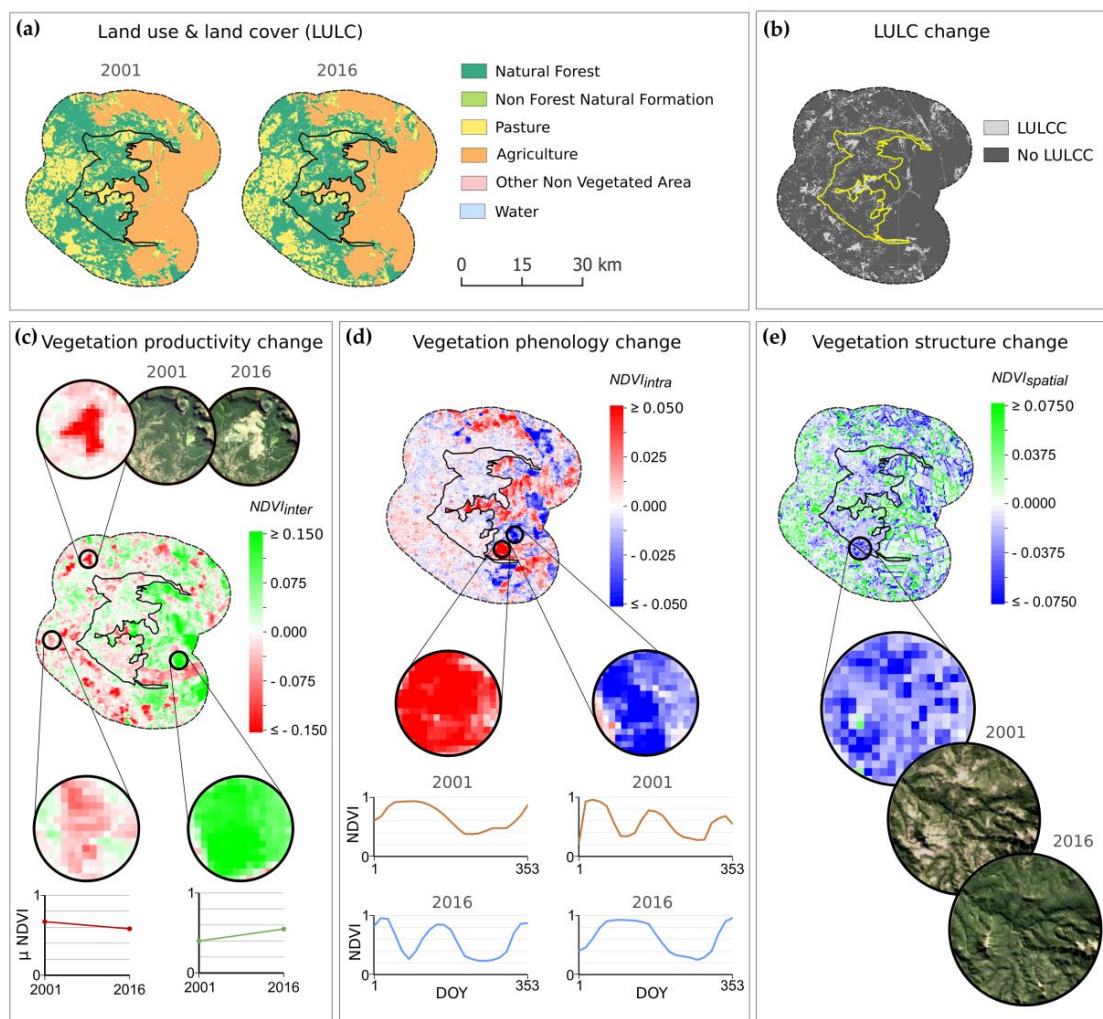 (a) Land use & land cover (LULC)
2001
2016
Natural Forest
Non Forest Natural Formation
Pasture
Agriculture
Other Non Vegetated Area
Water
0 15 30 km
(b) LULC change
LULCC
No LULCC
(c) Vegetation productivity change
2001 2016
NDVIinter
≥ 0.150
0.075
0.000
- 0.075
≤ - 0.150
1
μ NDVI
0
2001 2016
1
0
2001 2016
(d) Vegetation phenology change
NDVIintra
≥ 0.050
0.025
0.000
- 0.025
≤ - 0.050
2001
1
NDVI
0
1 353
2001
1
0
1 353
2016
1
NDVI
0
1 353
2016
1
0
1 353
DOY
(e) Vegetation structure change
NDVIspatial
≥ 0.0750
0.0375
0.0000
- 0.0375
≤ - 0.0750
2001
2016